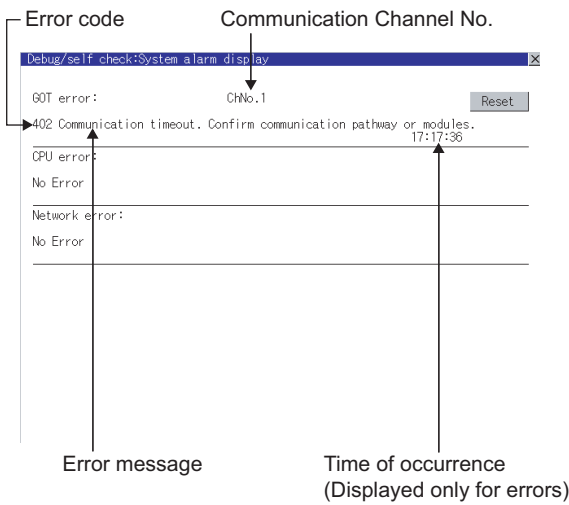 Error code
Communication Channel No.
Debug/self check:System alarm display
GOT error:
ChNo.1
Reset
402 Communication timeout. Confirm communication pathway or modules.
17:17:36
CPU error:
No Error
Network error:
No Error
Error message
Time of occurrence
(Displayed only for errors)